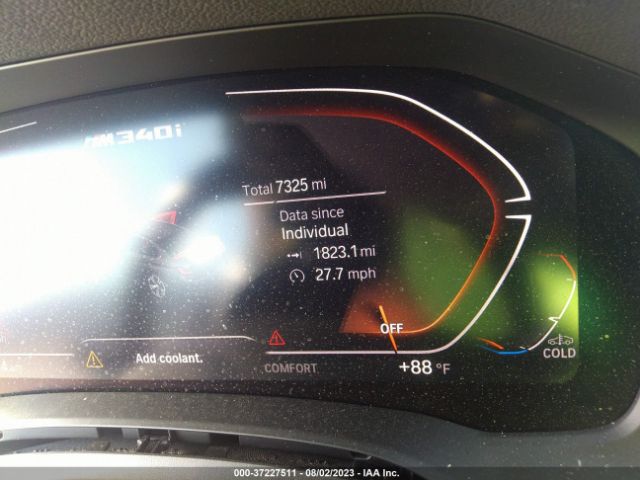 M340i
Total 7325 mi
Data since
Individual
1823.1 mi
27.7 mph
OFF
Add coolant.
COMFORT
+88 °F
COLD
000-37227511 - 08/02/2023 - IAA Inc.